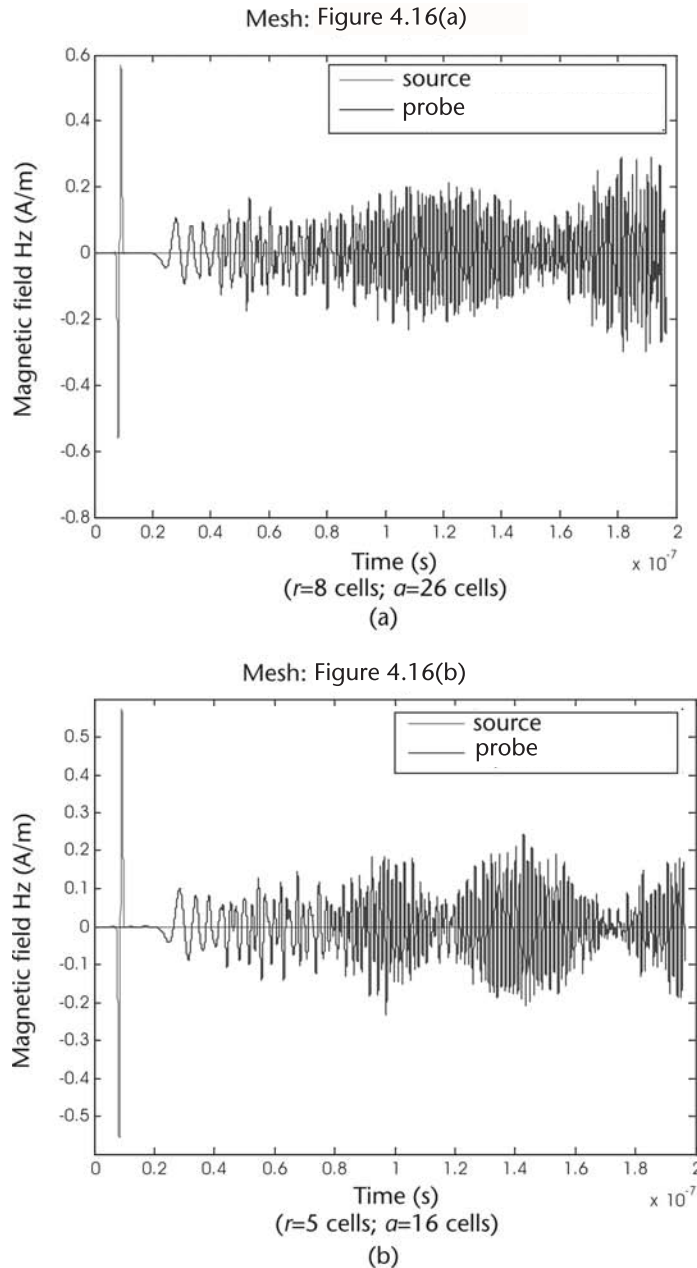 Mesh: Figure 4.16(a)
0.6
source
probe
0.4
0.2
0
-0.2
-0.4
-0.6
-0.8
Magnetic field Hz (A/m)
0 0.2 0.4 0.6 0.8 1 1.2 1.4 1.6 1.8 2
Time (s)
x 10-7
(r=8 cells; a=26 cells)
(a)
Mesh: Figure 4.16(b)
source
probe
0.5
0.4
0.3
0.2
0.1
0
-0.1
-0.2
-0.3
-0.4
-0.5
Magnetic field Hz (A/m)
0 0.2 0.4 0.6 0.8 1 1.2 1.4 1.6 1.8 2
Time (s)
x 10-7
(r=5 cells; a=16 cells)
(b)